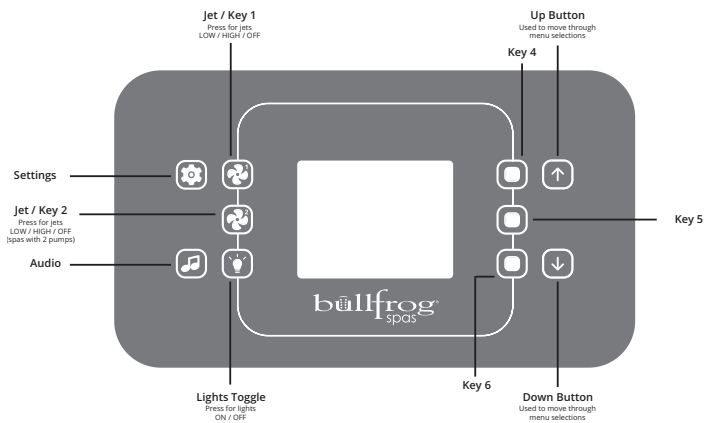 Jet / Key 1
Press for jets
LOW / HIGH / OFF
Up Button
Used to move through
menu selections
Key 4
1
Settings
Jet / Key 2
Press for jets
LOW / HIGH / OFF
(spas with 2 pumps)
2
Key 5
Audio
bullfrog®
spas
Key 6
Lights Toggle
Press for lights
ON / OFF
Down Button
Used to move through
menu selections